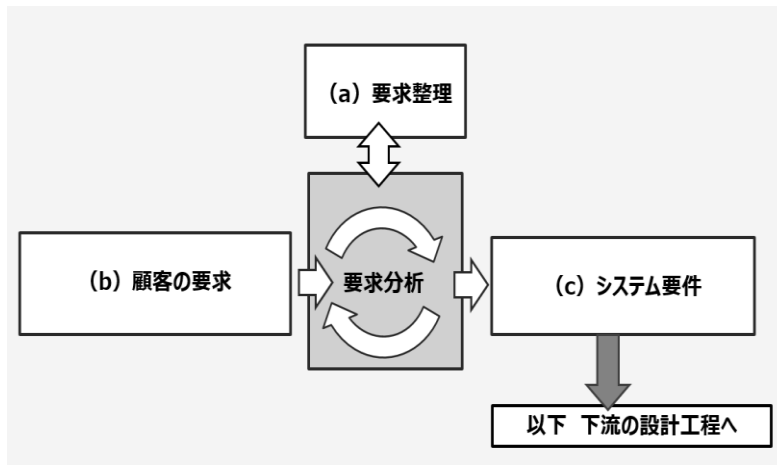 （a）要求整理
（b）顧客の要求
要求分析
（c）システム要件
以下 下流の設計工程へ